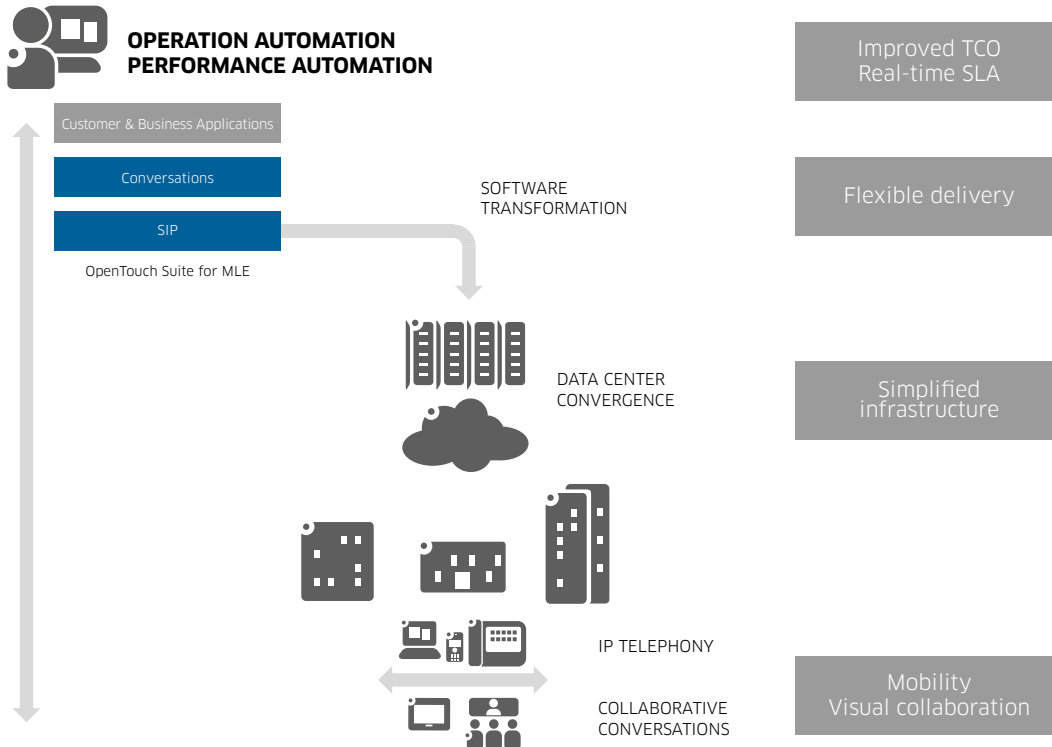 OPERATION AUTOMATION
PERFORMANCE AUTOMATION
Improved TCO
Real-time SLA
Customer & Business Applications
Conversations
SIP
OpenTouch Suite for MLE
SOFTWARE
TRANSFORMATION
Flexible delivery
DATA CENTER
CONVERGENCE
Simplified
infrastructure
IP TELEPHONY
COLLABORATIVE
CONVERSATIONS
Mobility
Visual collaboration